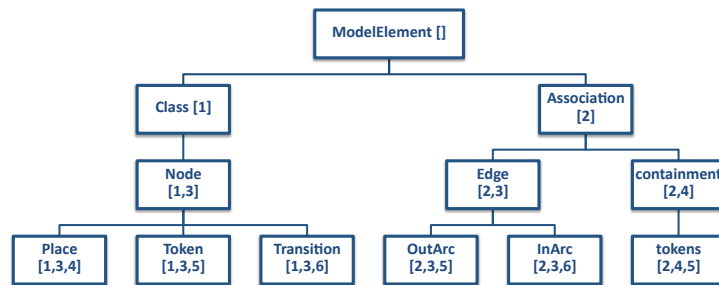 ModelElement []
Class [1]
Association
[2]
Node
[1,3]
Edge
[2,3]
containment
[2,4]
Place
[1,3,4]
Token
[1,3,5]
Transition
[1,3,6]
OutArc
[2,3,5]
InArc
[2,3,6]
tokens
[2,4,5]